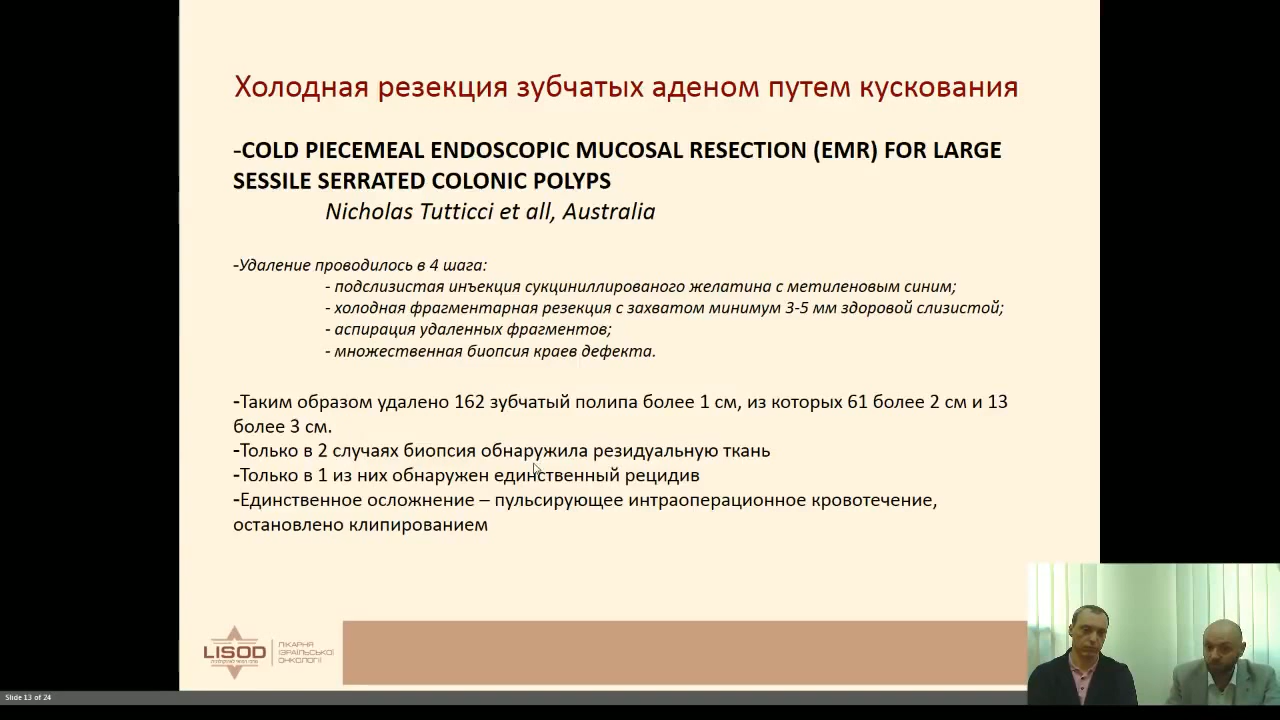 Холодная резекция зубчатых аденом путем кускования
-COLD PIECEMEAL ENDOSCOPIC MUCOSAL RESECTION (EMR) FOR LARGE
SESSILE SERRATED COLONIC POLYPS
Nicholas Tutticci et all, Australia
-Удаление проводилось в 4 шага:
- подслизистая инъекция сукциниллированого желатина с метиленовым синим;
- холодная фрагментарная резекция с захватом минимум 3-5 мм здоровой слизистой;
- аспирация удаленных фрагментов;
- множественная биопсия краев дефекта.
-Таким образом удалено 162 зубчатый полипа более 1 см, из которых 61 более 2 см и 13
более 3 см.
-Только в 2 случаях биопсия обнаружила резидуальную ткань
-Только в 1 из них обнаружен единственный рецидив
-Единственное осложнение – пульсирующее интраоперационное кровотечение,
остановлено клипированием
LISOD
ЛІКАРНЯ
ІЗРАЇЛЬСЬКОЇ
ОНКОЛОГІЇ
Slide 13 of 24